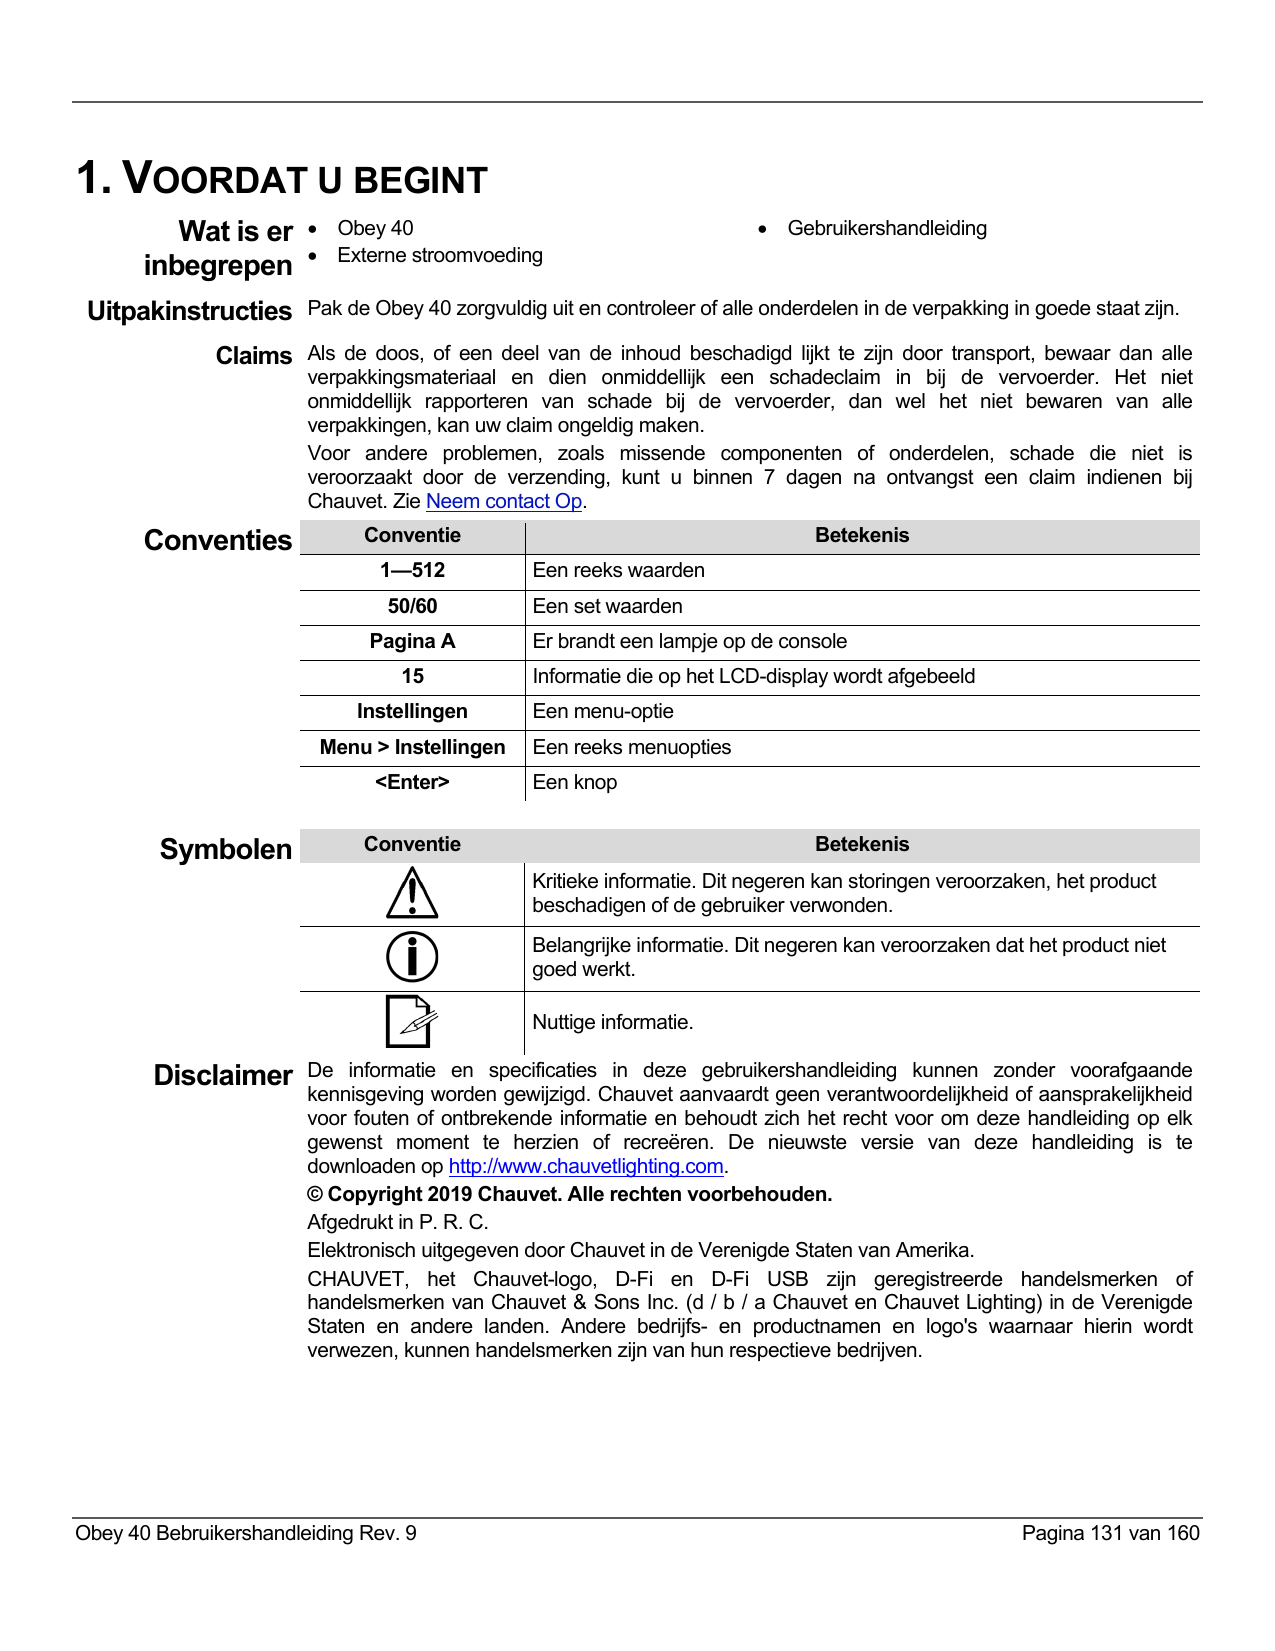 1. VOORDAT U BEGINT
Wat is er
inbegrepen
• Obey 40
• Externe stroomvoeding
• Gebruikershandleiding
Uitpakinstructies
Pak de Obey 40 zorgvuldig uit en controleer of alle onderdelen in de verpakking in goede staat zijn.
Claims
Als de doos, of een deel van de inhoud beschadigd lijkt te zijn door transport, bewaar dan alle
verpakkingsmateriaal en dien onmiddellijk een schadeclaim in bij de vervoerder. Het niet
onmiddellijk rapporteren van schade bij de vervoerder, dan wel het niet bewaren van alle
verpakkingen, kan uw claim ongeldig maken.
Voor andere problemen, zoals missende componenten of onderdelen, schade die niet is
veroorzaakt door de verzending, kunt u binnen 7 dagen na ontvangst een claim indienen bij
Chauvet. Zie Neem contact Op.
Conventies
Conventie Betekenis
1—512 Een reeks waarden
50/60 Een set waarden
Pagina A Er brandt een lampje op de console
15 Informatie die op het LCD-display wordt afgebeeld
Instellingen Een menu-optie
Menu > Instellingen Een reeks menuopties
<Enter> Een knop
Symbolen
Conventie Betekenis
Kritieke informatie. Dit negeren kan storingen veroorzaken, het product
beschadigen of de gebruiker verwonden.
Belangrijke informatie. Dit negeren kan veroorzaken dat het product niet
goed werkt.
Nuttige informatie.
Disclaimer
De informatie en specificaties in deze gebruikershandleiding kunnen zonder voorafgaande
kennisgeving worden gewijzigd. Chauvet aanvaardt geen verantwoordelijkheid of aansprakelijkheid
voor fouten of ontbrekende informatie en behoudt zich het recht voor om deze handleiding op elk
gewenst moment te herzien of recreëren. De nieuwste versie van deze handleiding is te
downloaden op http://www.chauvetlighting.com.
© Copyright 2019 Chauvet. Alle rechten voorbehouden.
Afgedrukt in P. R. C.
Elektronisch uitgegeven door Chauvet in de Verenigde Staten van Amerika.
CHAUVET, het Chauvet-logo, D-Fi en D-Fi USB zijn geregistreerde handelsmerken of
handelsmerken van Chauvet & Sons Inc. (d / b / a Chauvet en Chauvet Lighting) in de Verenigde
Staten en andere landen. Andere bedrijfs- en productnamen en logo's waarnaar hierin wordt
verwezen, kunnen handelsmerken zijn van hun respectieve bedrijven.
Obey 40 Bebruikershandleiding Rev. 9 Pagina 131 van 160